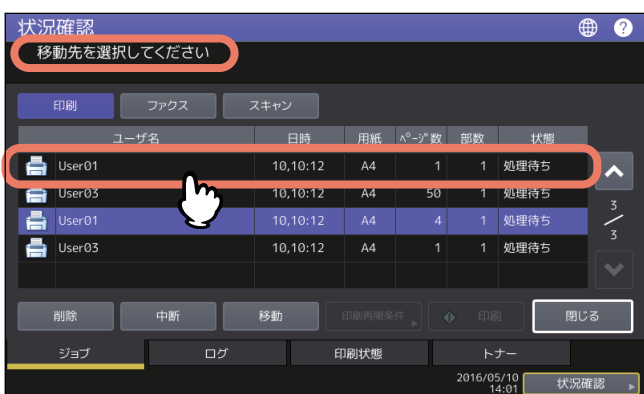 状況確認
?
移動先を選択してください
印刷 ファクス スキャン
ユーザ名 日時 用紙 ページ数 部数 状態
User01 10,10:12 A4 1 1 処理待ち
User03 10,10:12 A4 50 1 処理待ち
User01 10,10:12 A4 4 1 処理待ち
User03 10,10:12 A4 1 1 処理待ち
3
3
削除 中断 移動 印刷再開条件 印刷 閉じる
ジョブ ログ 印刷状態 トナー
2016/05/10
14:01
状況確認